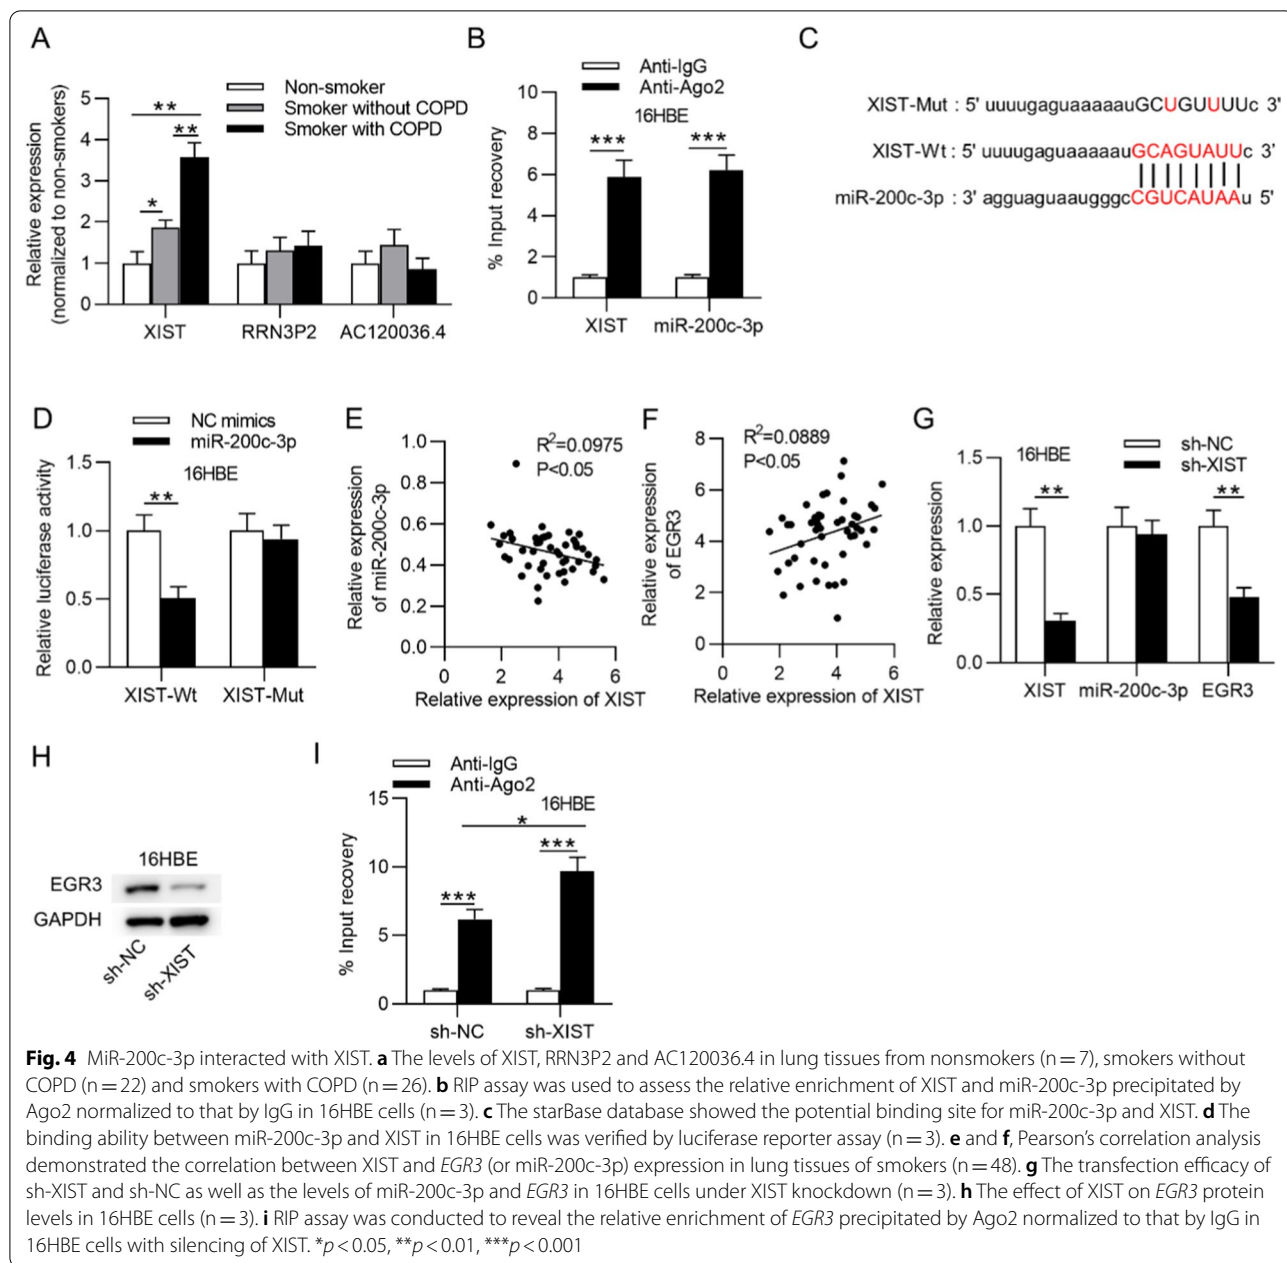 A
Non-smoker
Smoker without COPD
Smoker with COPD
Relative expression
(normalized to non-smokers)
5
4
3
2
1
0
**
**
*
XIST
RRN3P2
AC120036.4
B
Anti-IgG
Anti-Ago2
16HBE
% Input recovery
10
8
6
4
2
0
***
***
XIST
miR-200c-3p
C
XIST-Mut : 5' uuuugaguaaaaauGCUGUUUUc 3'
XIST-Wt : 5' uuuugaguaaaaauGCAGUAUUc 3'
miR-200c-3p : 3' agguaguaaugggcCGUCAUAAu 5'
D
NC mimics
miR-200c-3p
16HBE
Relative luciferase activity
1.5
1.0
0.5
0.0
**
XIST-Wt
XIST-Mut
E
R2=0.0975
P<0.05
Relative expression
of miR-200c-3p
1.0
0.8
0.6
0.4
0.2
0.0
0 2 4 6
Relative expression of XIST
F
R2=0.0889
P<0.05
Relative expression
of EGR3
8
6
4
2
0
0 2 4 6
Relative expression of XIST
G
sh-NC
sh-XIST
16HBE
Relative expression
1.5
1.0
0.5
0.0
**
**
XIST miR-200c-3p EGR3
H
16HBE
EGR3
GAPDH
sh-NC
sh-XIST
I
Anti-IgG
Anti-Ago2
16HBE
% Input recovery
15
10
5
0
*
***
***
sh-NC
sh-XIST
Fig. 4 MiR-200c-3p interacted with XIST. a The levels of XIST, RRN3P2 and AC120036.4 in lung tissues from nonsmokers (n = 7), smokers without
COPD (n = 22) and smokers with COPD (n = 26). b RIP assay was used to assess the relative enrichment of XIST and miR-200c-3p precipitated by
Ago2 normalized to that by IgG in 16HBE cells (n = 3). c The starBase database showed the potential binding site for miR-200c-3p and XIST. d The
binding ability between miR-200c-3p and XIST in 16HBE cells was verified by luciferase reporter assay (n = 3). e and f, Pearson's correlation analysis
demonstrated the correlation between XIST and EGR3 (or miR-200c-3p) expression in lung tissues of smokers (n = 48). g The transfection efficacy of
sh-XIST and sh-NC as well as the levels of miR-200c-3p and EGR3 in 16HBE cells under XIST knockdown (n = 3). h The effect of XIST on EGR3 protein
levels in 16HBE cells (n = 3). i RIP assay was conducted to reveal the relative enrichment of EGR3 precipitated by Ago2 normalized to that by IgG in
16HBE cells with silencing of XIST. *p < 0.05, **p < 0.01, ***p < 0.001